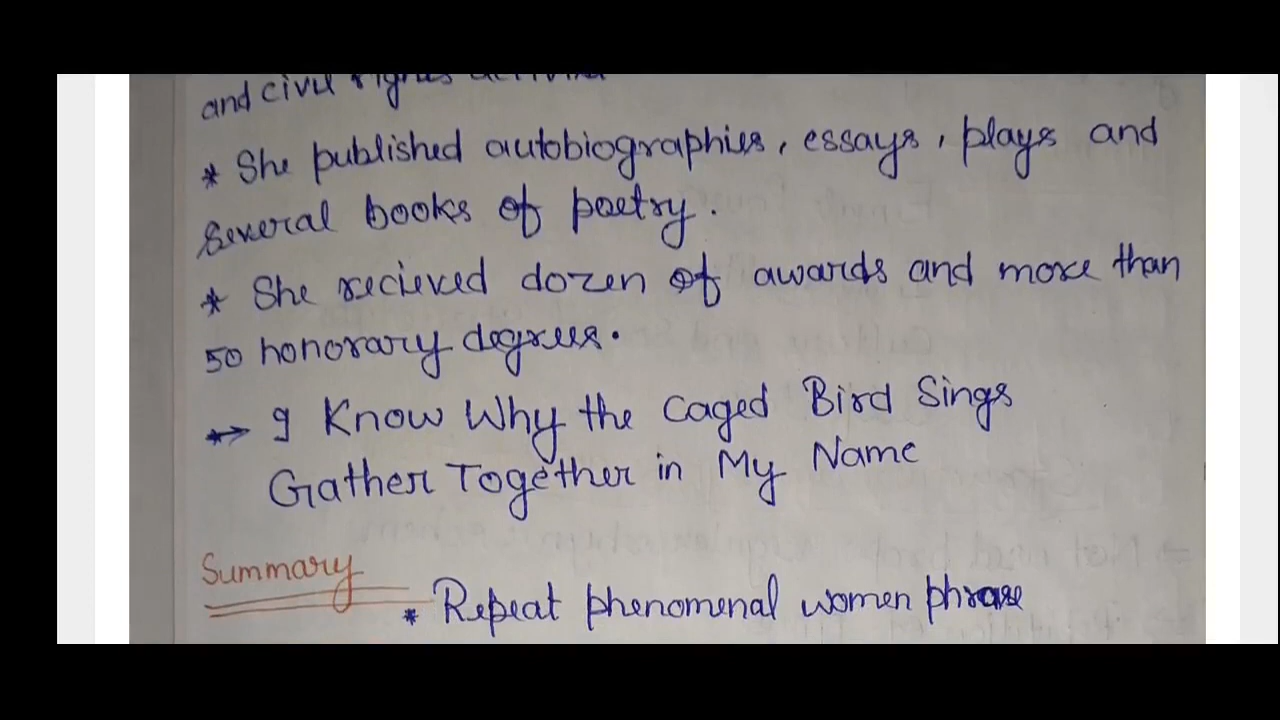 and civil rights
* She published autobiographies, essays, plays and
several books of poetry.
* She recieved dozen of awards and more than
50 honorary degrees.
*→ I Know Why the Caged Bird Sings
Gather Together in My Name
Summary
* Repeat phenomenal women phrase